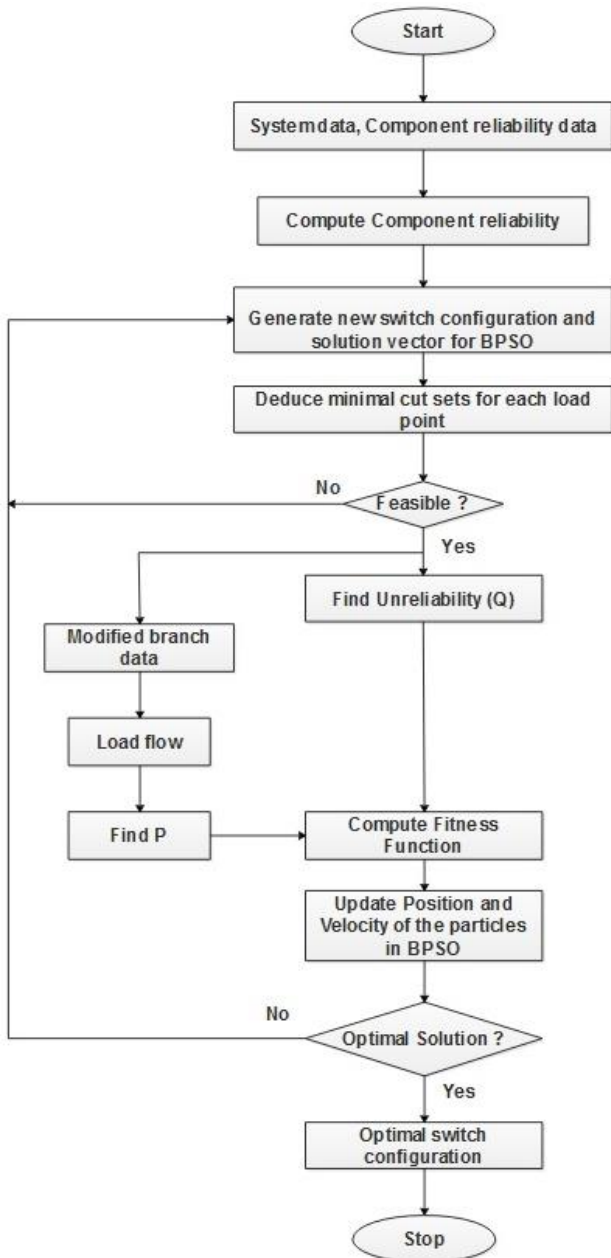 Start
System data, Component reliability data
Compute Component reliability
Generate new switch configuration and
solution vector for BPSO
Deduce minimal cut sets for each load
point
No
Feasible ?
Yes
Find Unreliability (Q)
Modified branch
data
Load flow
Find P
Compute Fitness
Function
Update Position and
Velocity of the particles
in BPSO
No
Optimal Solution ?
Yes
Optimal switch
configuration
Stop